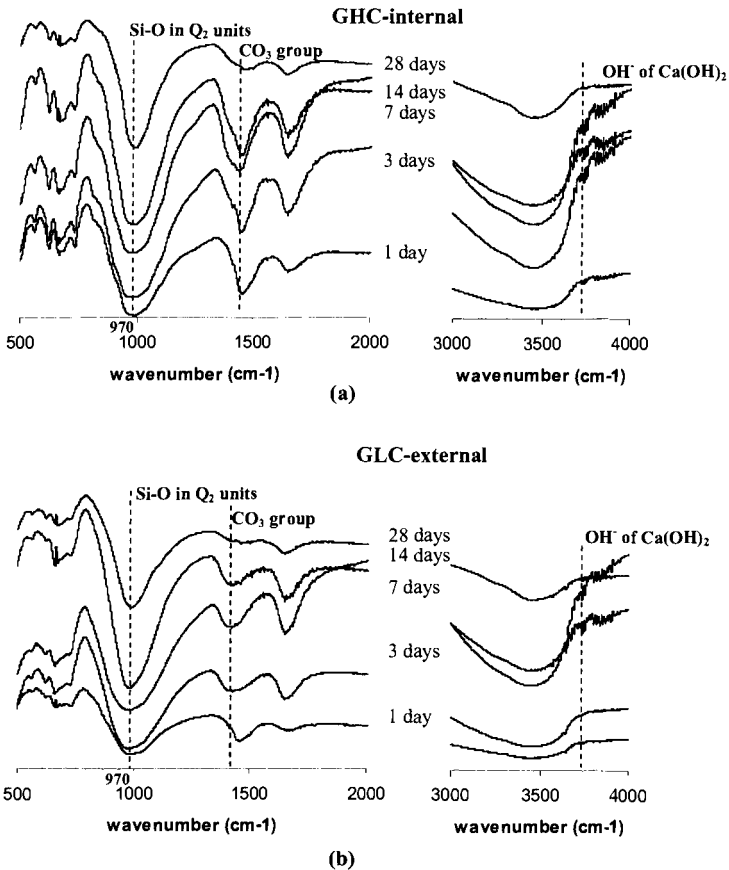 GHC-internal
Si-O in Q2 units
CO3 group
OH- of Ca(OH)2
28 days
14 days
7 days
3 days
1 day
970
500 1000 1500 2000
3000 3500 4000
wavenumber (cm-1) wavenumber (cm-1)
(a)
GLC-external
Si-O in Q2 units
CO3 group
OH- of Ca(OH)2
28 days
14 days
7 days
3 days
1 day
970
500 1000 1500 2000
3000 3500 4000
wavenumber (cm-1) wavenumber (cm-1)
(b)